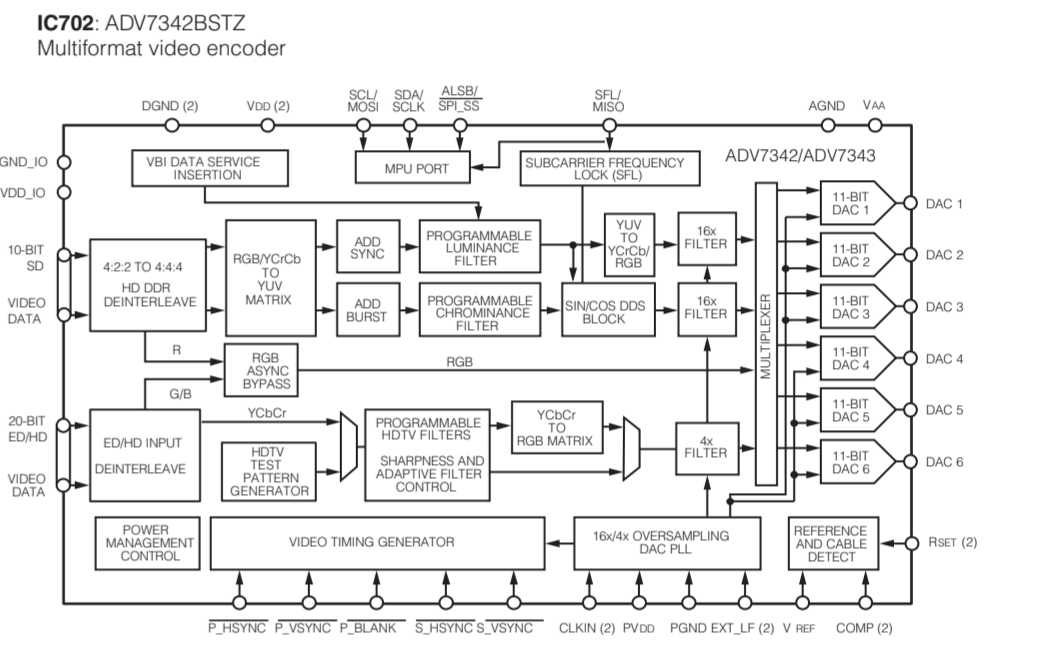 IC702: ADV7342BSTZ
Multiformat video encoder
DGND (2)
VDD (2)
SCL/
MOSI
SDA/
SCLK
ALSB/
SPI_SS
SFL/
MISO
AGND
VAA
GND_IO
VDD_IO
VBI DATA SERVICE
INSERTION
MPU PORT
SUBCARRIER FREQUENCY
LOCK (SFL)
ADV7342/ADV7343
10-BIT
SD
VIDEO
DATA
4:2:2 TO 4:4:4
HD DDR
DEINTERLEAVE
RGB/YCrCb
TO
YUV
MATRIX
ADD
SYNC
PROGRAMMABLE
LUMINANCE
FILTER
YUV
TO
YCrCb/
RGB
16x
FILTER
ADD
BURST
PROGRAMMABLE
CHROMINANCE
FILTER
SIN/COS DDS
BLOCK
16x
FILTER
MULTIPLEXER
11-BIT
DAC 1
DAC 1
11-BIT
DAC 2
DAC 2
11-BIT
DAC 3
DAC 3
11-BIT
DAC 4
DAC 4
11-BIT
DAC 5
DAC 5
11-BIT
DAC 6
DAC 6
R
G/B
RGB
ASYNC
BYPASS
RGB
20-BIT
ED/HD
VIDEO
DATA
ED/HD INPUT
DEINTERLEAVE
YCbCr
HDTV
TEST
PATTERN
GENERATOR
PROGRAMMABLE
HDTV FILTERS
SHARPNESS AND
ADAPTIVE FILTER
CONTROL
YCbCr
TO
RGB MATRIX
4x
FILTER
POWER
MANAGEMENT
CONTROL
VIDEO TIMING GENERATOR
16x/4x OVERSAMPLING
DAC PLL
REFERENCE
AND CABLE
DETECT
RSET (2)
P_HSYNC P_VSYNC P_BLANK S_HSYNC S_VSYNC CLKIN (2) PVDD PGND EXT_LF (2) VREF COMP (2)